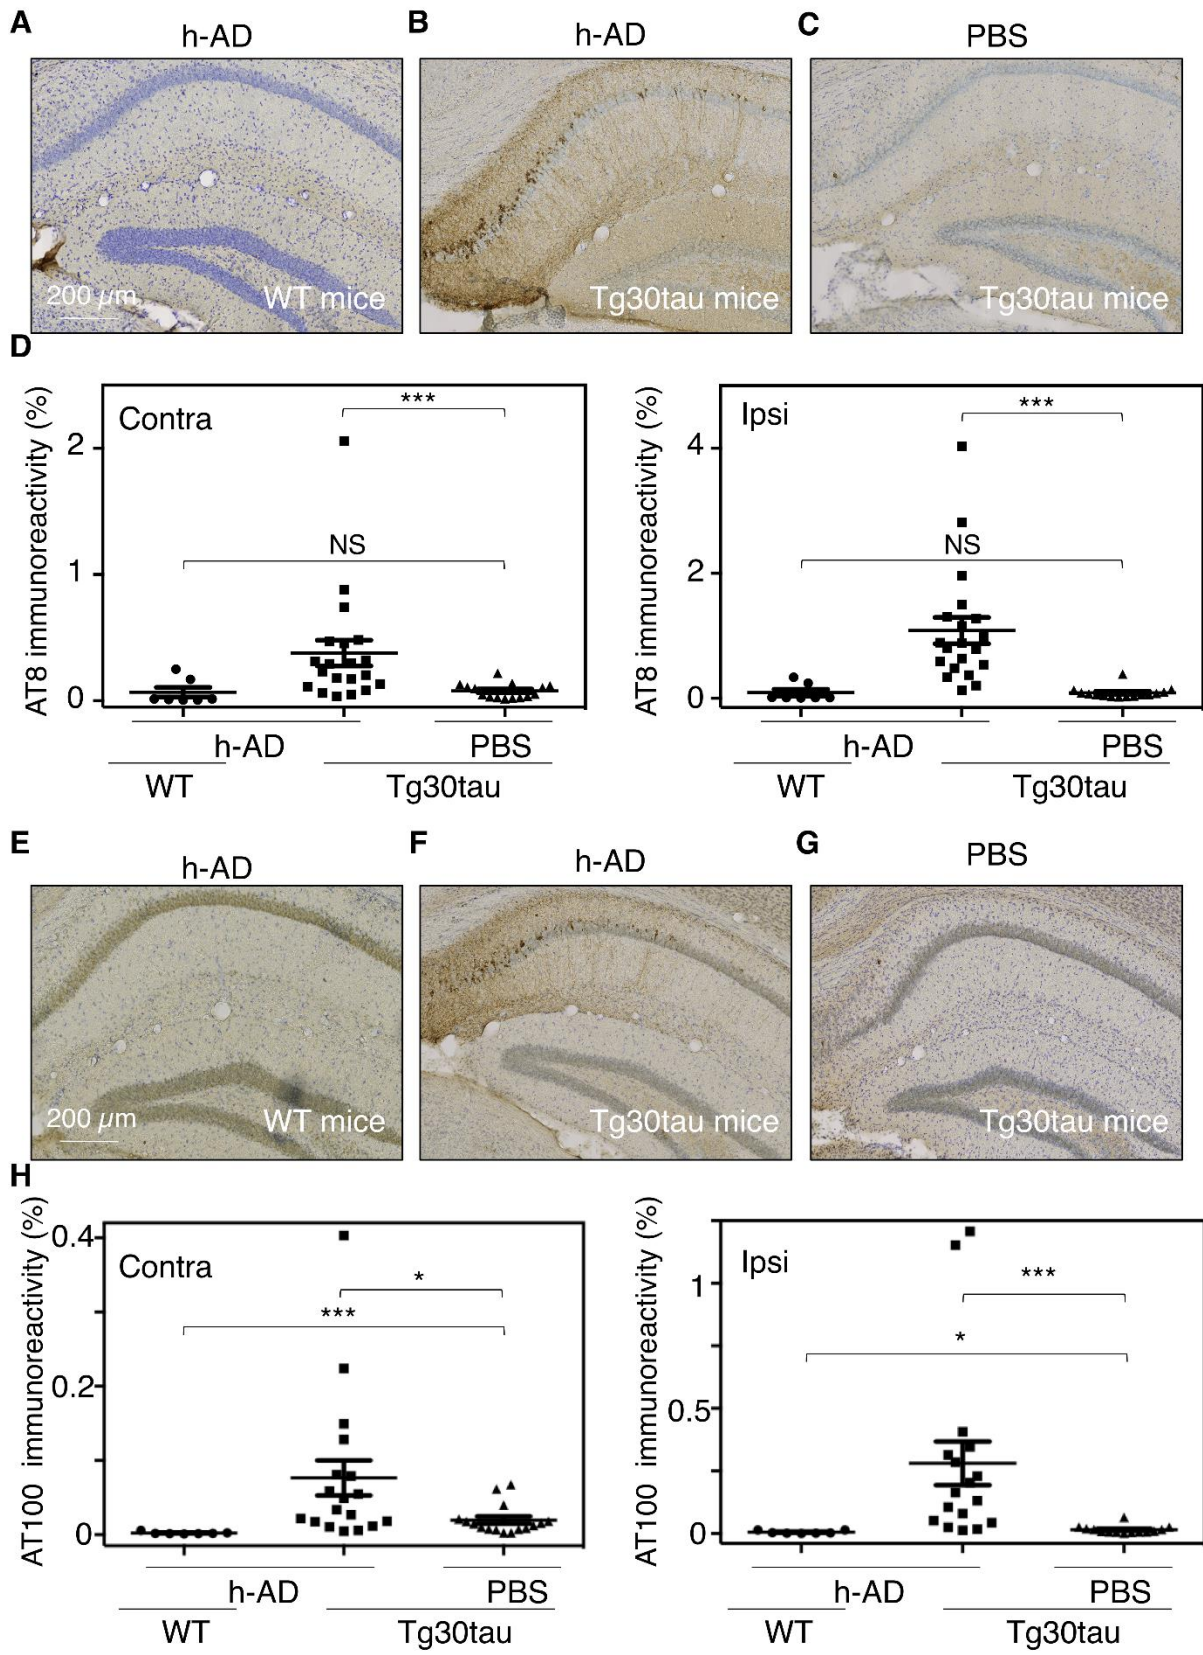 A
h-AD
B
h-AD
C
PBS
200 µm
WT mice
Tg30tau mice
Tg30tau mice
D
AT8 immunoreactivity (%)
2
1
0
Contra
***
NS
h-AD
PBS
WT
Tg30tau
AT8 immunoreactivity (%)
4
2
0
Ipsi
***
NS
h-AD
PBS
WT
Tg30tau
E
h-AD
F
h-AD
G
PBS
200 µm
WT mice
Tg30tau mice
Tg30tau mice
H
AT100 immunoreactivity (%)
0.4
0.2
0
Contra
*
***
h-AD
PBS
WT
Tg30tau
AT100 immunoreactivity (%)
1
0.5
0
Ipsi
***
*
h-AD
PBS
WT
Tg30tau